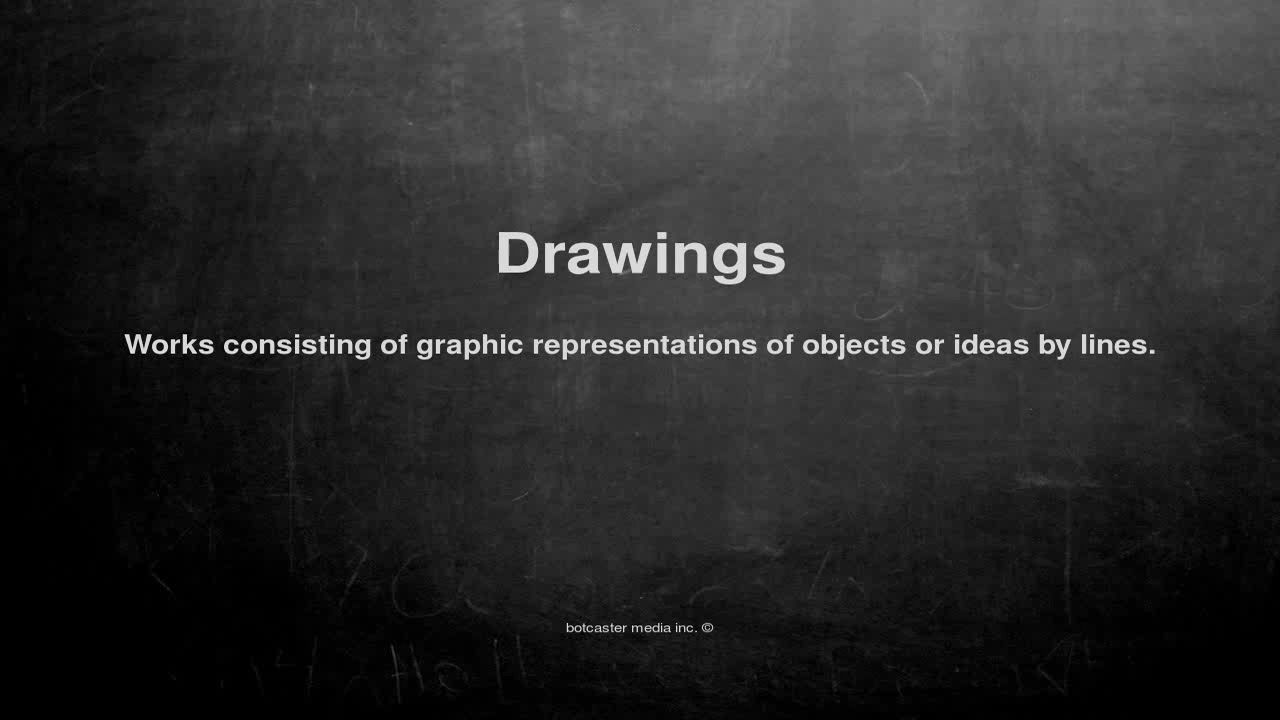 Drawings
Works consisting of graphic representations of objects or ideas by lines.
botcaster media inc. ©